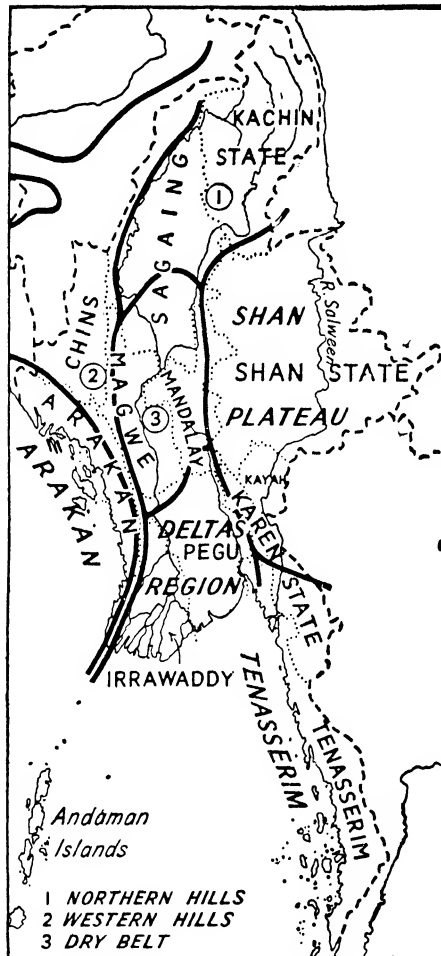 KACHIN
STATE
SAGAING
1
SHAN
R. Salween
SHAN STATE
PLATEAU
CHINS
2
MAGWE
3
MANDALAY
ARAKAN
ARAKAN
KAYAH
KAREN STATE
DELTAS
PEGU
REGION
IRRAWADDY
TENASSERIM
TENASSERIM
Andaman
Islands
1 NORTHERN HILLS
2 WESTERN HILLS
3 DRY BELT